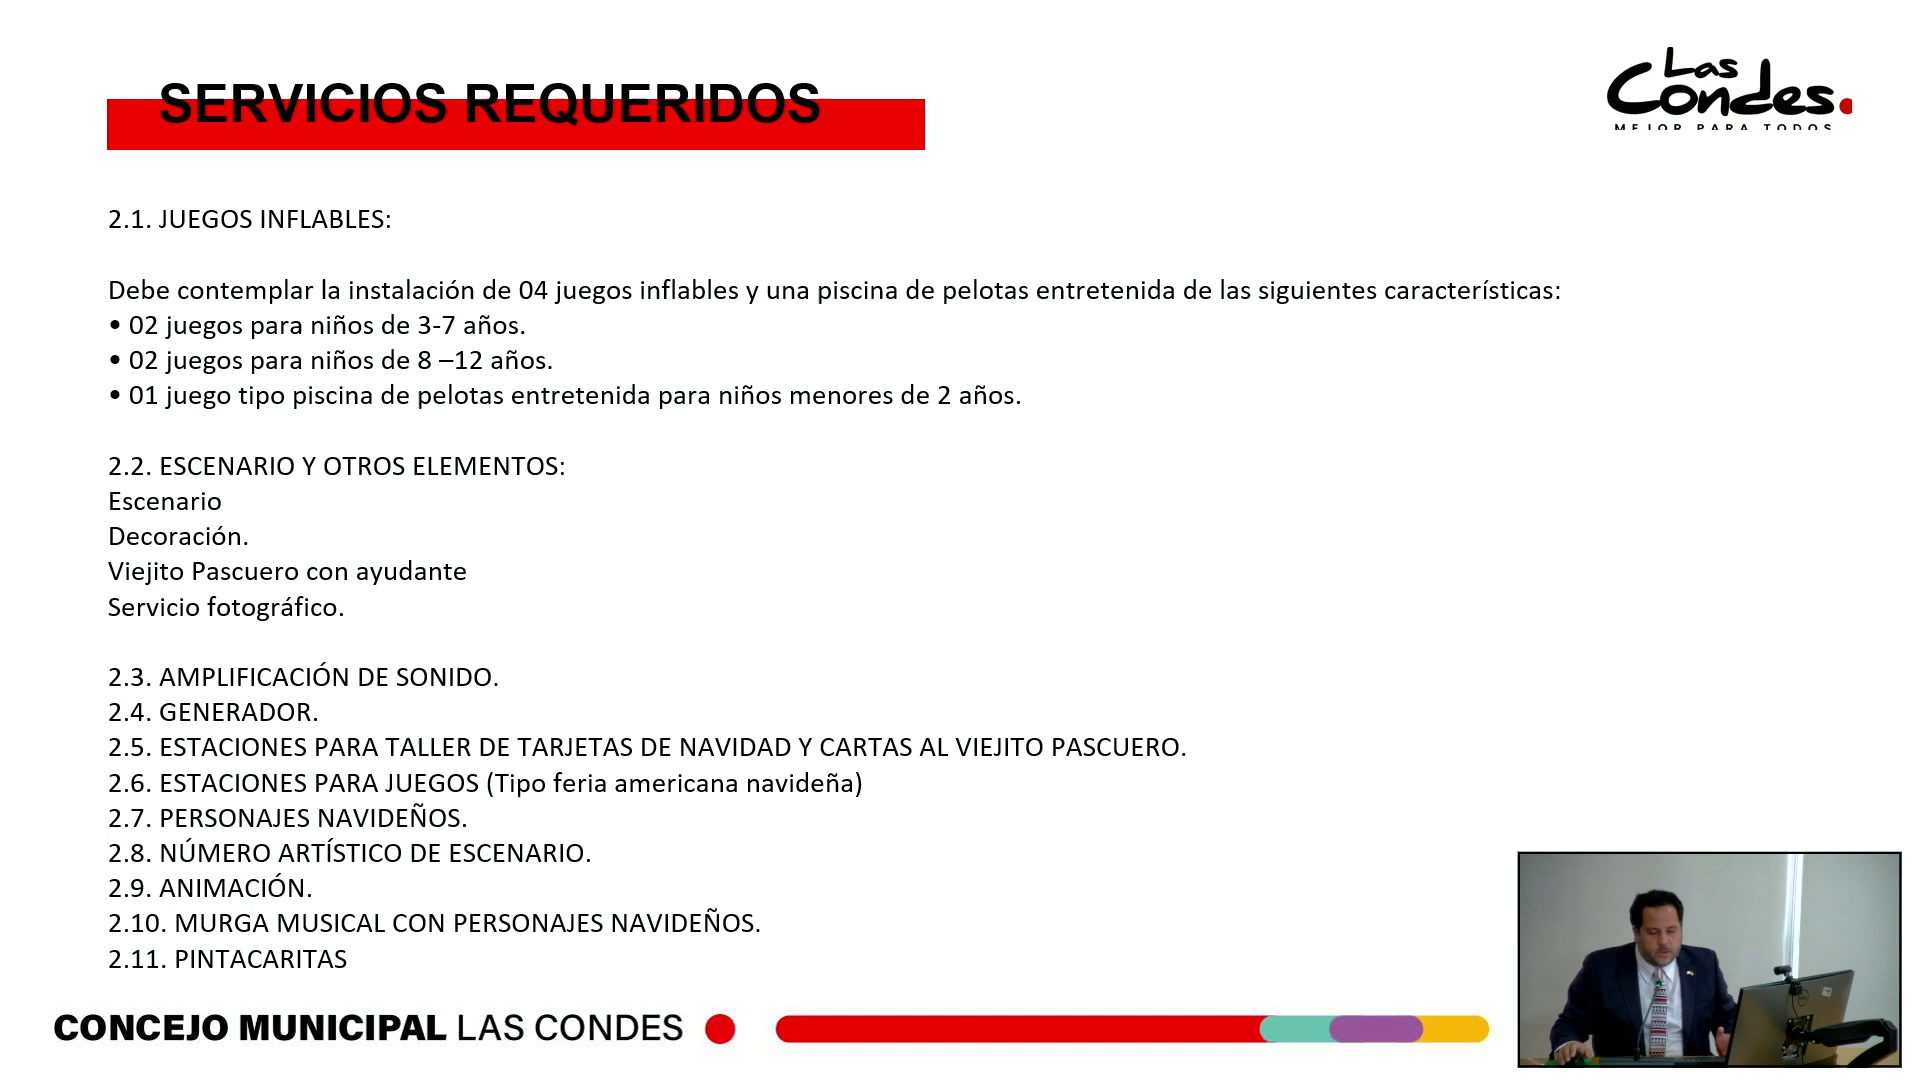 SERVICIOS REQUERIDOS
Las
Condes.
MEJOR PARA TODOS
2.1. JUEGOS INFLABLES:
Debe contemplar la instalación de 04 juegos inflables y una piscina de pelotas entretenida de las siguientes características:
• 02 juegos para niños de 3-7 años.
• 02 juegos para niños de 8 –12 años.
• 01 juego tipo piscina de pelotas entretenida para niños menores de 2 años.
2.2. ESCENARIO Y OTROS ELEMENTOS:
Escenario
Decoración.
Viejito Pascuero con ayudante
Servicio fotográfico.
2.3. AMPLIFICACIÓN DE SONIDO.
2.4. GENERADOR.
2.5. ESTACIONES PARA TALLER DE TARJETAS DE NAVIDAD Y CARTAS AL VIEJITO PASCUERO.
2.6. ESTACIONES PARA JUEGOS (Tipo feria americana navideña)
2.7. PERSONAJES NAVIDEÑOS.
2.8. NÚMERO ARTÍSTICO DE ESCENARIO.
2.9. ANIMACIÓN.
2.10. MURGA MUSICAL CON PERSONAJES NAVIDEÑOS.
2.11. PINTACARITAS
CONCEJO MUNICIPAL LAS CONDES